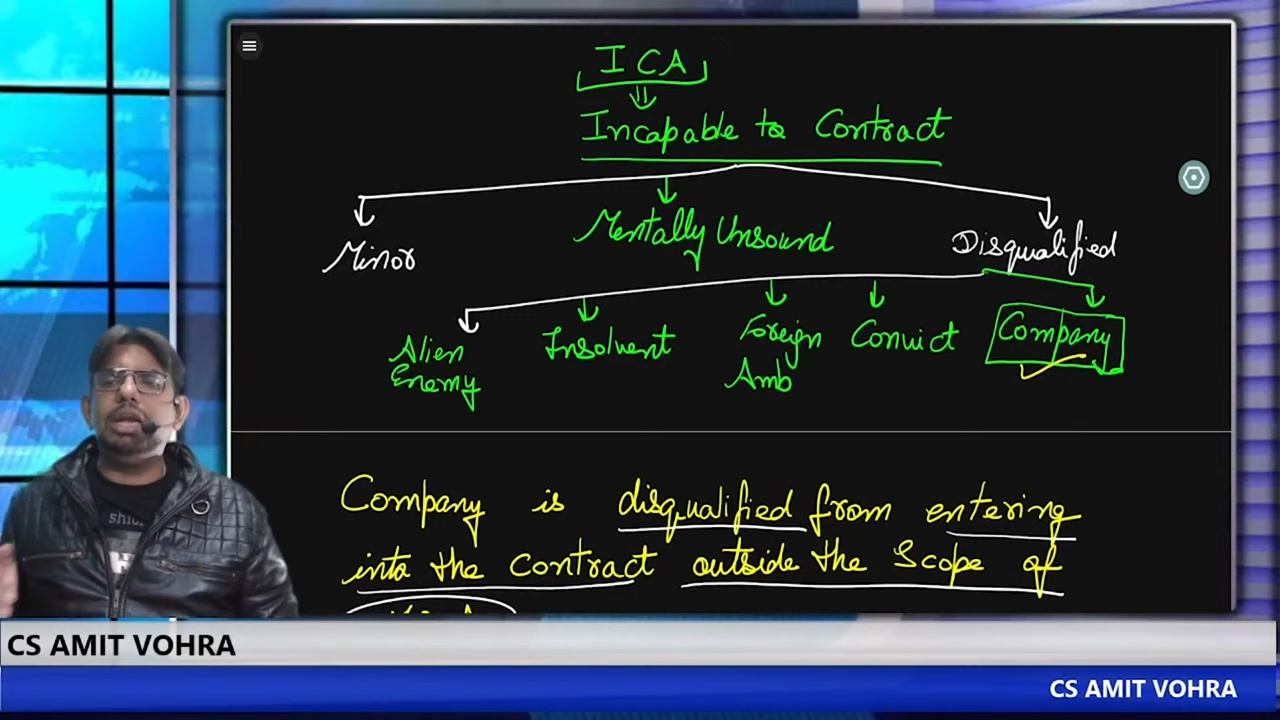 ICA
Incapable to Contract
Minor
Mentally Unsound
Disqualified
Alien
Enemy
Insolvent
Foreign
Amb
Convict
Company
Company is disqualified from entering
into the contract outside the scope of
CS AMIT VOHRA
CS AMIT VOHRA